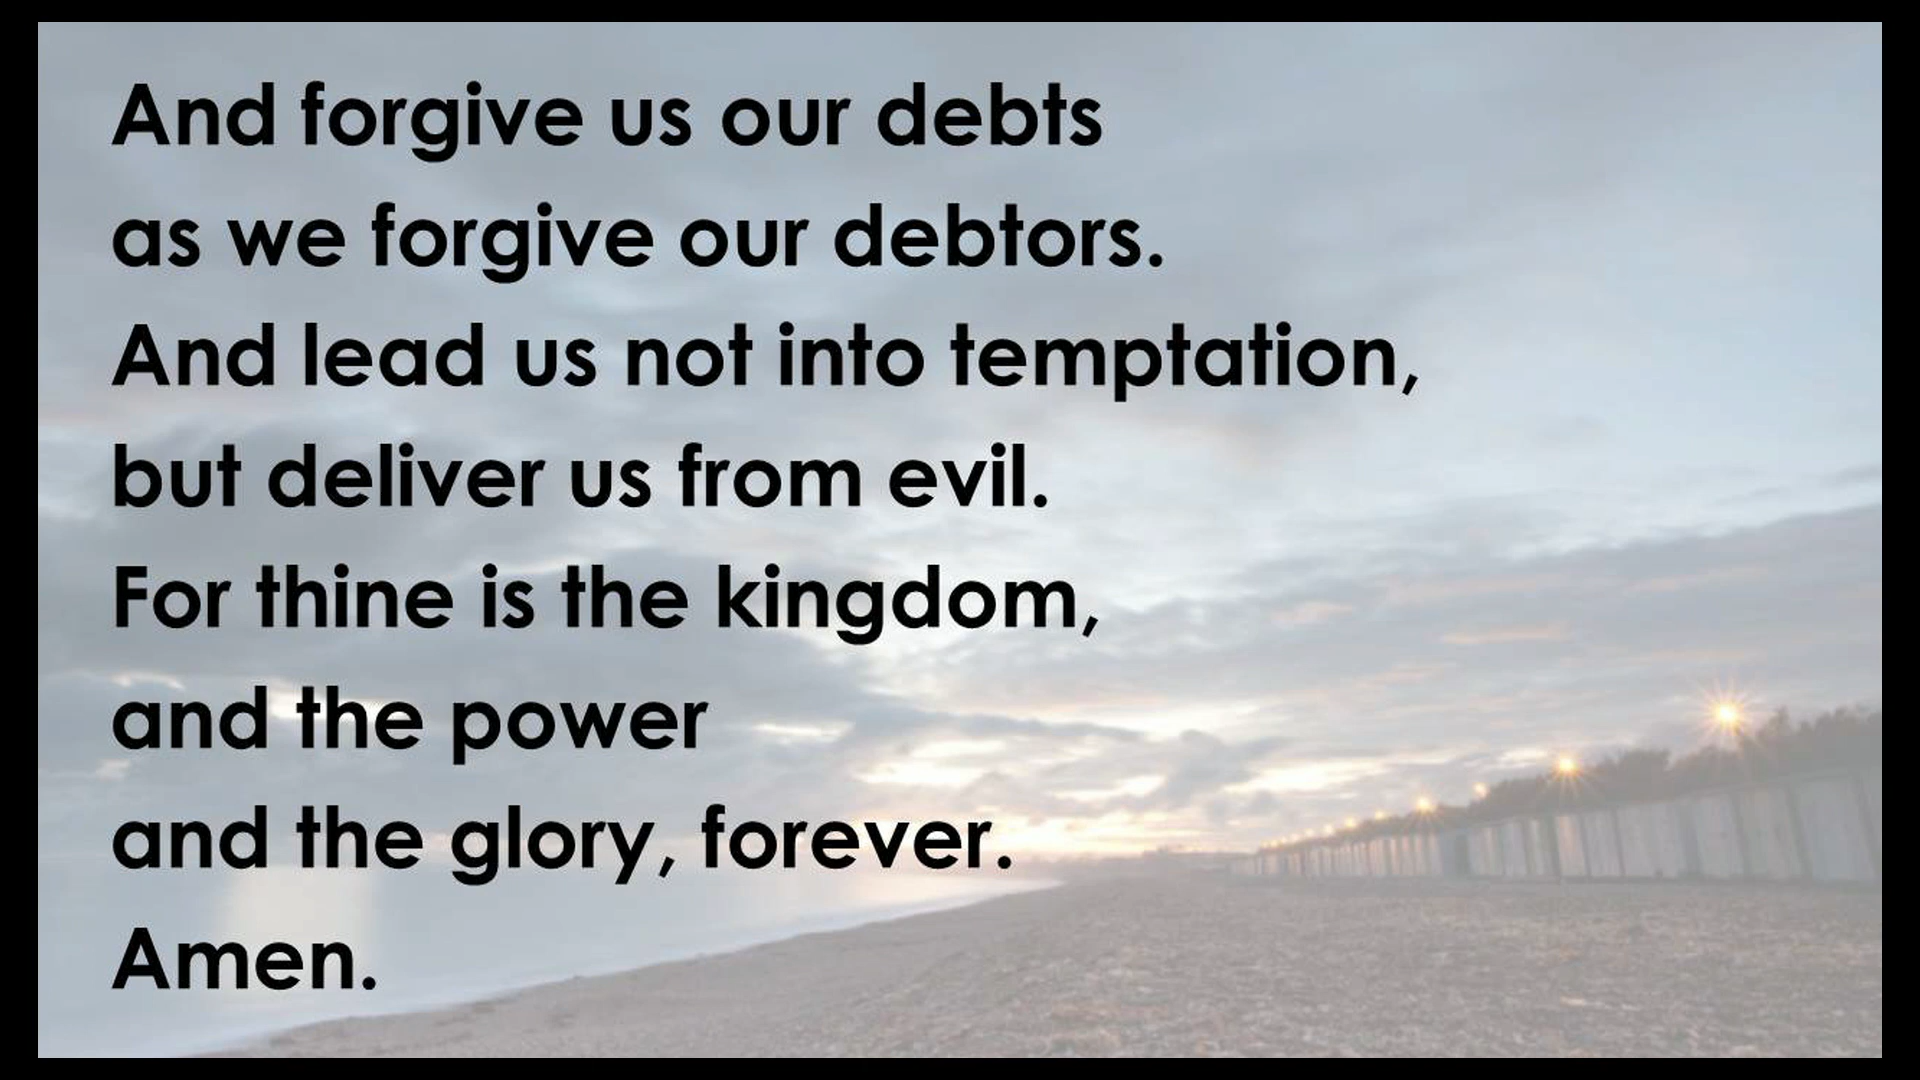 And forgive us our debts
as we forgive our debtors.
And lead us not into temptation,
but deliver us from evil.
For thine is the kingdom,
and the power
and the glory, forever.
Amen.